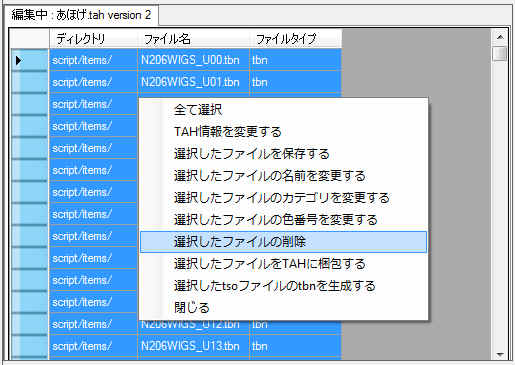 編集中 : あほげ.tah version 2
ディレクトリ ファイル名 ファイルタイプ
script/items/ N206WIGS_U00.tbn tbn
script/items/ N206WIGS_U01.tbn tbn
script/items/
全て選択
script/items/
TAH情報を変更する
script/items/
選択したファイルを保存する
script/items/
選択したファイルの名前を変更する
script/items/
選択したファイルのカテゴリを変更する
script/items/
選択したファイルの色番号を変更する
script/items/
選択したファイルの削除
script/items/
選択したファイルをTAHに梱包する
script/items/
選択したtsoファイルのtbnを生成する
script/items/
閉じる
script/items/ N206WIGS_U12.tbn tbn
script/items/ N206WIGS_U13.tbn tbn